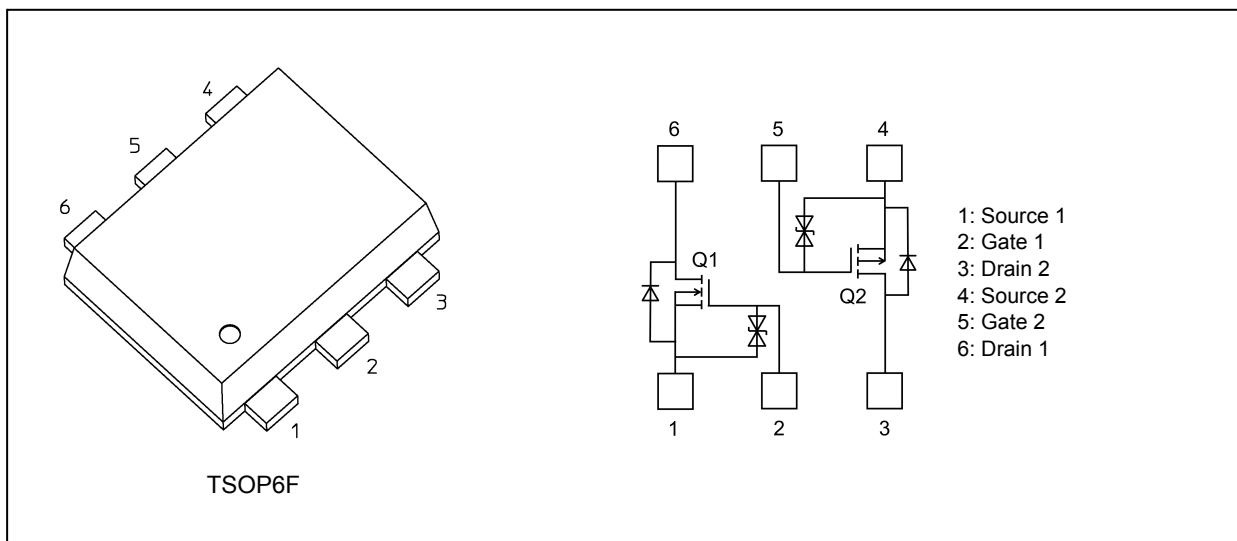 4
5
6
3
2
1
TSOP6F
6 5 4
Q1
Q2
1 2 3
1: Source 1
2: Gate 1
3: Drain 2
4: Source 2
5: Gate 2
6: Drain 1